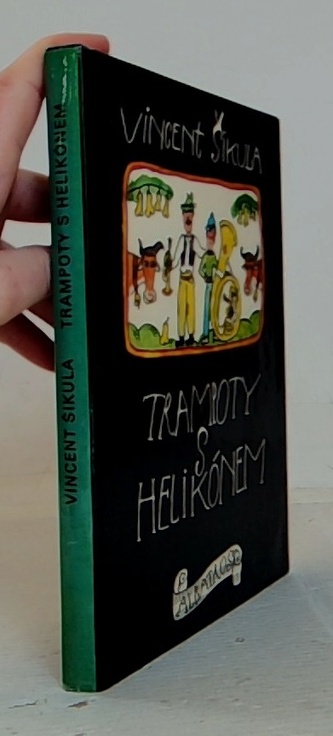 VINCENT ŠIKULA
TRAMPOTY
S
HELIKÓNEM
ALBATROS
VINCENT ŠIKULA TRAMPOTY S HELIKÓNEM